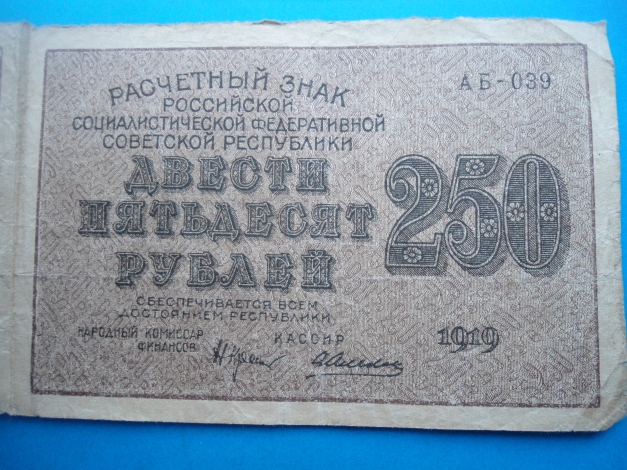 РАСЧЕТНЫЙ ЗНАК
РОССИЙСКОЙ
СОЦИАЛИСТИЧЕСКОЙ ФЕДЕРАТИВНОЙ
СОВЕТСКОЙ РЕСПУБЛИКИ
АБ-039
ДВЕСТИ
ПЯТЬДЕСЯТ
РУБЛЕЙ
250
ОБЕСПЕЧИВАЕТСЯ ВСЕМ
ДОСТОЯНИЕМ РЕСПУБЛИКИ
НАРОДНЫЙ КОМИССАР
ФИНАНСОВ
КАССИР
1919